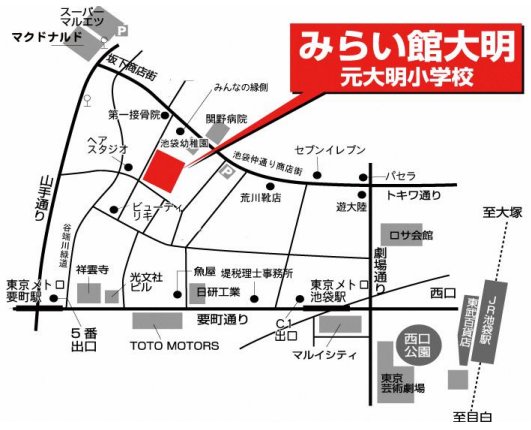 スーパー
マルエツ
マクドナルド
P
みらい館大明
元大明小学校
坂下商店街
みんなの縁側
第一接骨院
関野病院
池袋幼稚園
ヘア
スタジオ
池袋仲通り商店街
セブンイレブン
P
パセラ
トキワ通り
山手通り
荒川靴店
遊大陸
ビューティ
リキ
至大塚
谷端川緑道
ロサ会館
劇場通り
祥雲寺
光文社
ビル
魚屋
堤税理士事務所
日研工業
東京メトロ
要町駅
東京メトロ
池袋駅
西口
JR池袋駅
東武百貨店
5番
出口
要町通り
C1
出口
TOTO MOTORS
マルイシティ
西口
公園
東京
芸術劇場
至目白